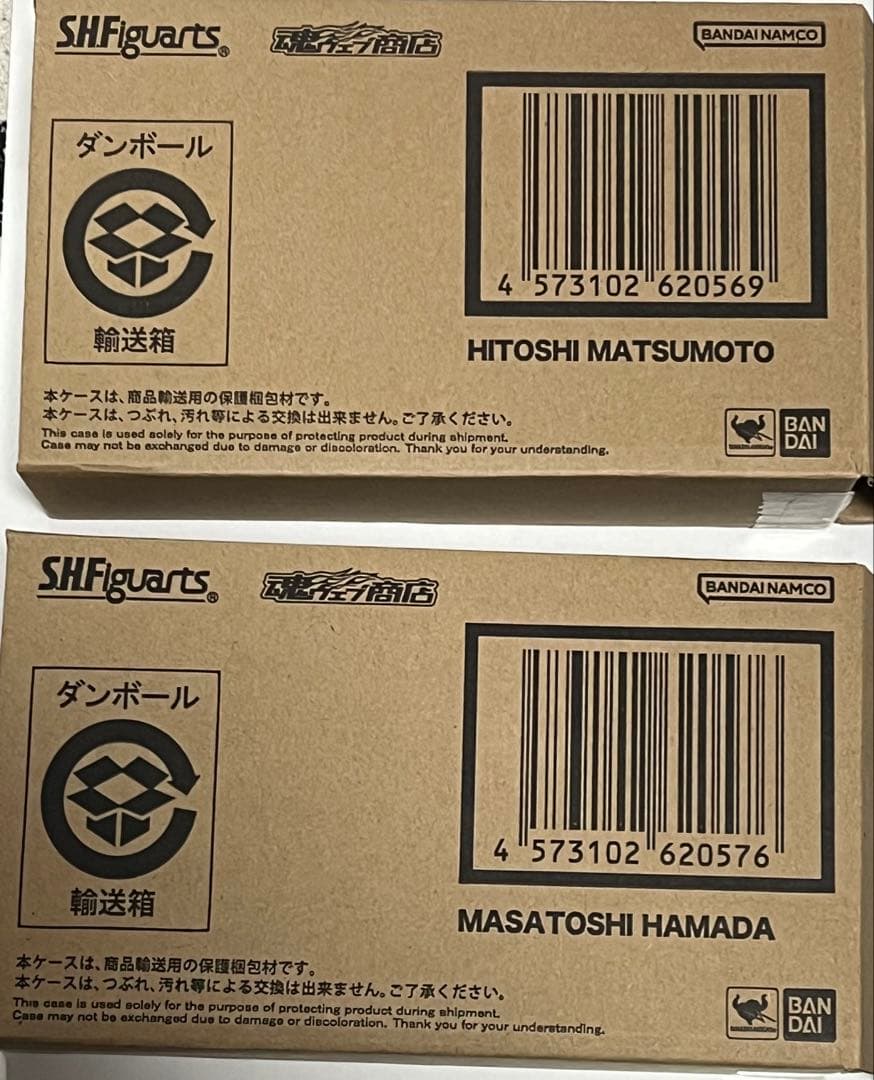 S.H.Figuarts®
魂ウェブ商店
BANDAI NAMCO
ダンボール
輸送箱
4 573102 620569
HITOSHI MATSUMOTO
本ケースは、商品輸送用の保護梱包材です。
本ケースは、つぶれ、汚れ等による交換は出来ません。ご了承ください。
This case is used solely for the purpose of protecting product during shipment.
Case may not be exchanged due to damage or discoloration. Thank you for your understanding.
BAN
DAI
S.H.Figuarts®
魂ウェブ商店
BANDAI NAMCO
ダンボール
輸送箱
4 573102 620576
MASATOSHI HAMADA
本ケースは、商品輸送用の保護梱包材です。
本ケースは、つぶれ、汚れ等による交換は出来ません。ご了承ください。
This case is used solely for the purpose of protecting product during shipment.
Case may not be exchanged due to damage or discoloration. Thank you for your understanding.
BAN
DAI